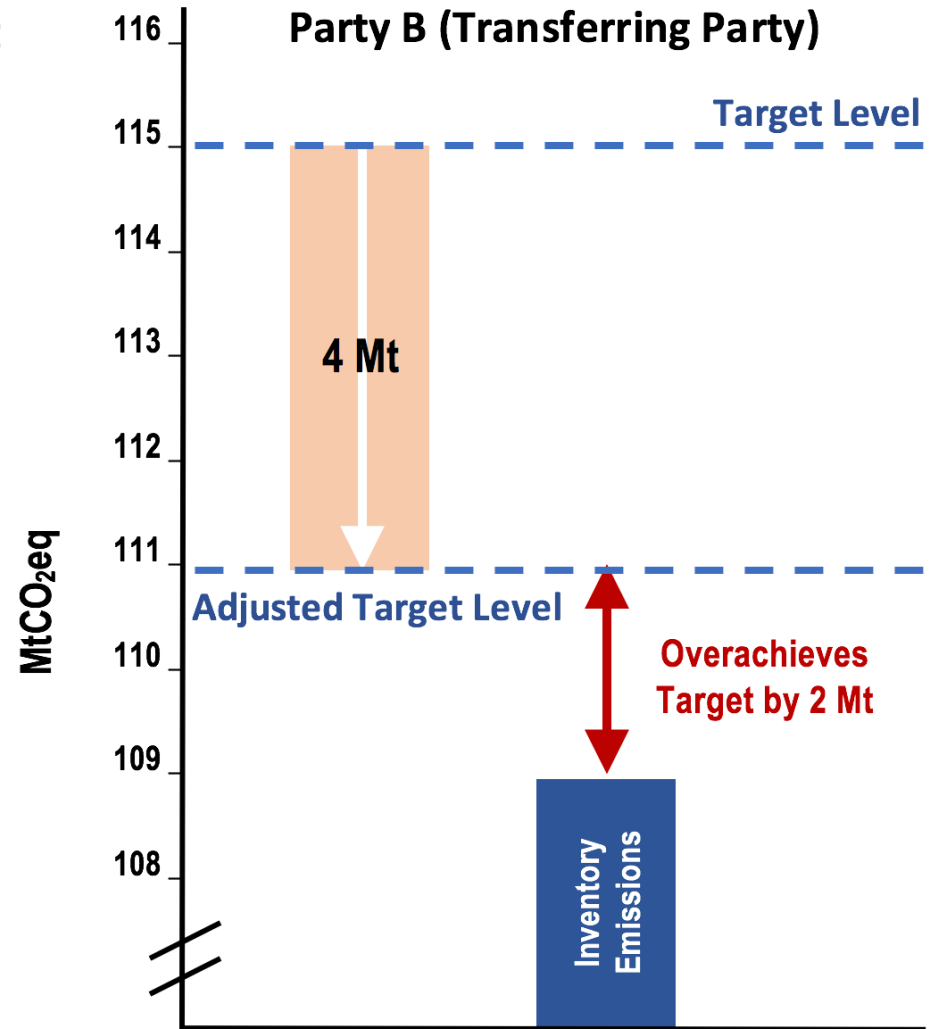 Party B (Transferring Party)
116
Target Level
115
114
113
4 Mt
112
111
Adjusted Target Level
110
Overachieves
Target by 2 Mt
109
108
MtCO₂eq
Inventory
Emissions